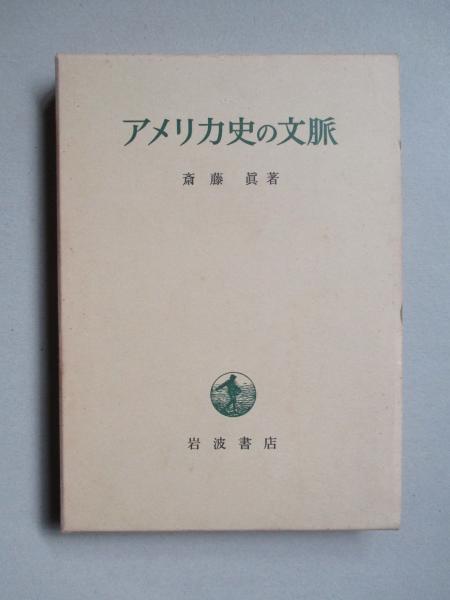 アメリカ史の文脈
斎藤 眞 著
岩波書店